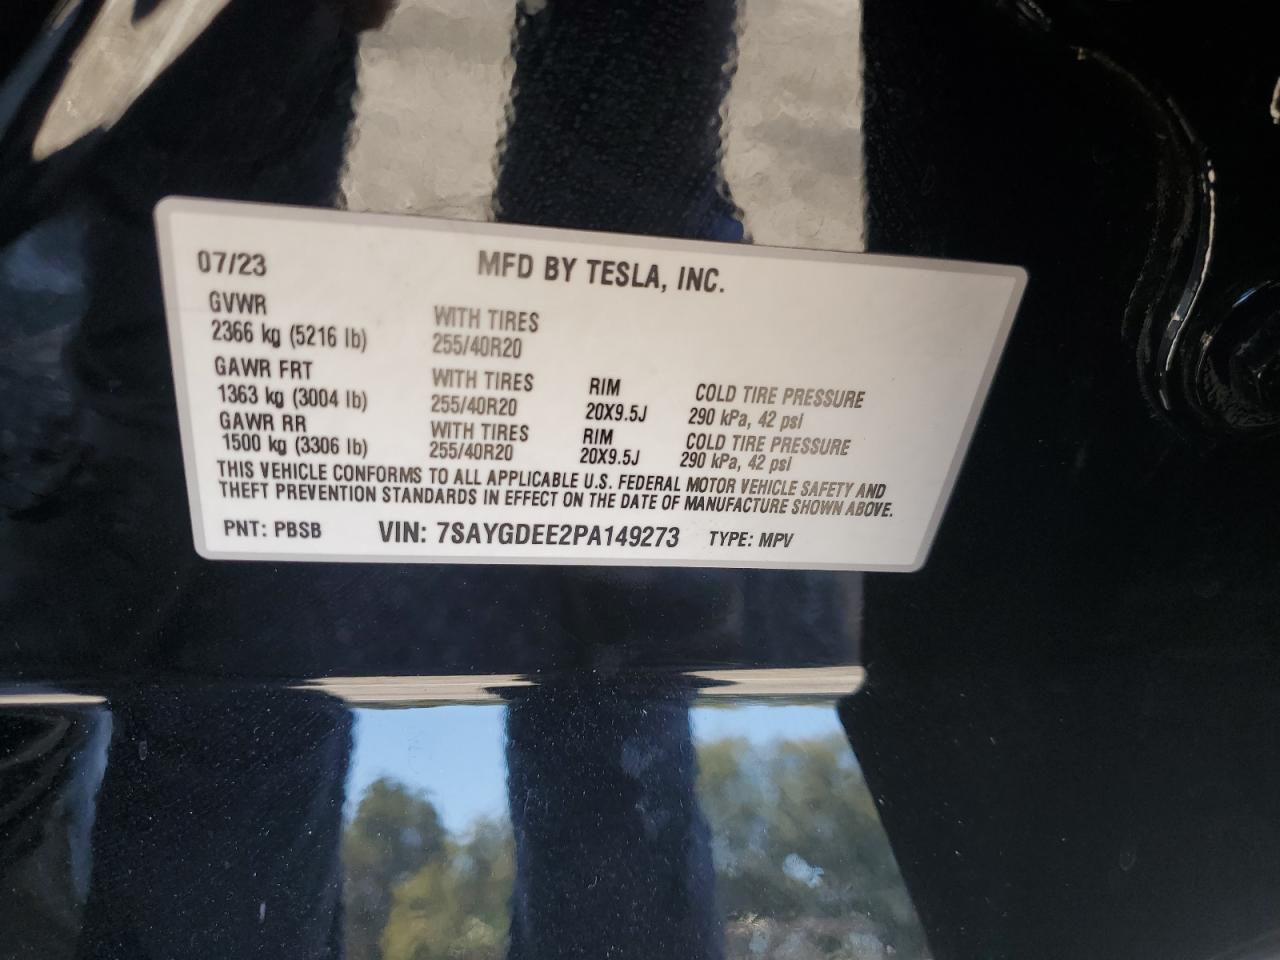 07/23 MFD BY TESLA, INC.
GVWR
2366 kg (5216 lb) WITH TIRES 255/40R20
GAWR FRT
1363 kg (3004 lb) WITH TIRES 255/40R20 RIM 20X9.5J COLD TIRE PRESSURE 290 kPa, 42 psi
GAWR RR
1500 kg (3306 lb) WITH TIRES 255/40R20 RIM 20X9.5J COLD TIRE PRESSURE 290 kPa, 42 psi
THIS VEHICLE CONFORMS TO ALL APPLICABLE U.S. FEDERAL MOTOR VEHICLE SAFETY AND
THEFT PREVENTION STANDARDS IN EFFECT ON THE DATE OF MANUFACTURE SHOWN ABOVE.
PNT: PBSB VIN: 7SAYGDEE2PA149273 TYPE: MPV